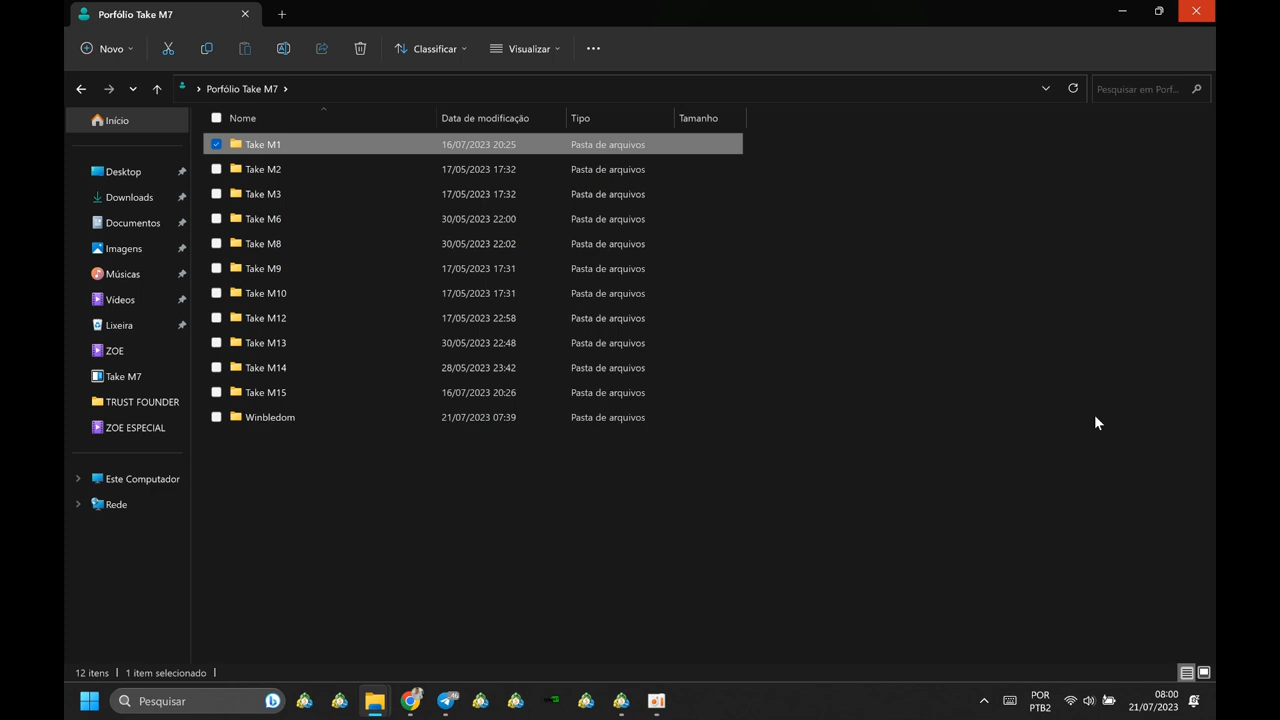 Porfólio Take M7
Novo
Classificar
Visualizar
Porfólio Take M7
Pesquisar em Porf...
Início
Nome
Data de modificação
Tipo
Tamanho
Take M1 16/07/2023 20:25 Pasta de arquivos
Take M2 17/05/2023 17:32 Pasta de arquivos
Take M3 17/05/2023 17:32 Pasta de arquivos
Take M6 30/05/2023 22:00 Pasta de arquivos
Take M8 30/05/2023 22:02 Pasta de arquivos
Take M9 17/05/2023 17:31 Pasta de arquivos
Take M10 17/05/2023 17:31 Pasta de arquivos
Take M12 17/05/2023 22:58 Pasta de arquivos
Take M13 30/05/2023 22:48 Pasta de arquivos
Take M14 28/05/2023 23:42 Pasta de arquivos
Take M15 16/07/2023 20:26 Pasta de arquivos
Winbledom 21/07/2023 07:39 Pasta de arquivos
Desktop
Downloads
Documentos
Imagens
Músicas
Vídeos
Lixeira
ZOE
Take M7
TRUST FOUNDER
ZOE ESPECIAL
Este Computador
Rede
12 itens
1 item selecionado
Pesquisar
POR
PTB2
08:00
21/07/2023